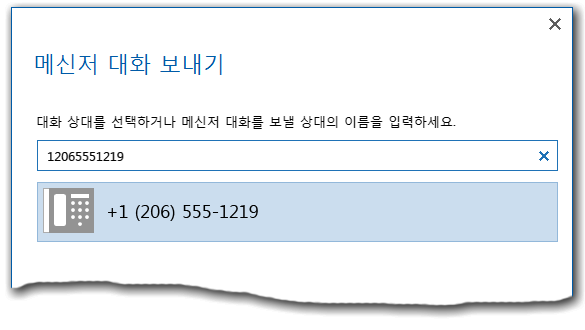 메신저 대화 보내기
대화 상대를 선택하거나 메신저 대화를 보낼 상대의 이름을 입력하세요.
12065551219
+1 (206) 555-1219